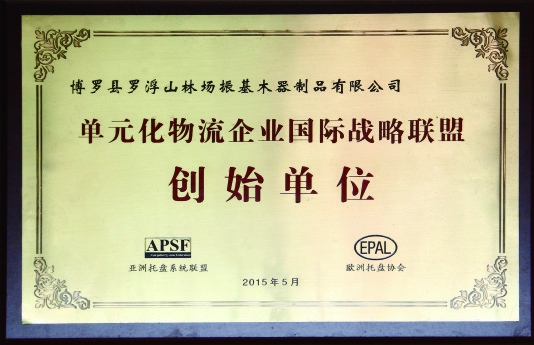 博罗县罗浮山林场振基木器制品有限公司
单元化物流企业国际战略联盟
创始单位
APSF
EPAL
亚洲托盘系统联盟
欧洲托盘协会
2015年5月